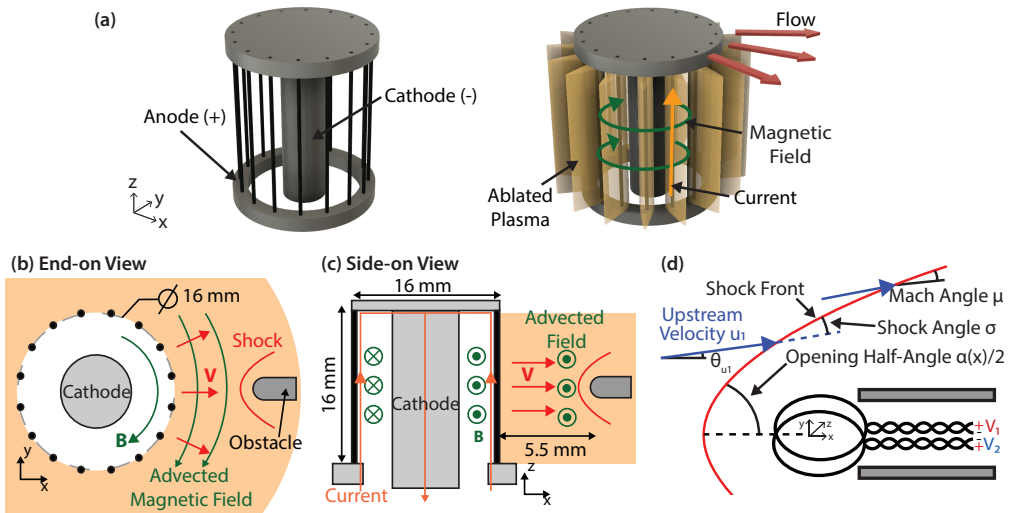 (a)
Anode (+)
Cathode (-)
z
y
x
Flow
Magnetic
Field
Ablated
Plasma
Current
(b) End-on View
16 mm
Cathode
B
V
Shock
Obstacle
Advected
Magnetic Field
y
x
(c) Side-on View
16 mm
16 mm
Cathode
Advected
Field
V
B
5.5 mm
Current
z
x
(d)
Shock Front
Mach Angle μ
Upstream
Velocity u1
Shock Angle σ
θu1
Opening Half-Angle α(x)/2
y
z
x
+
V1
-
+
V2
-